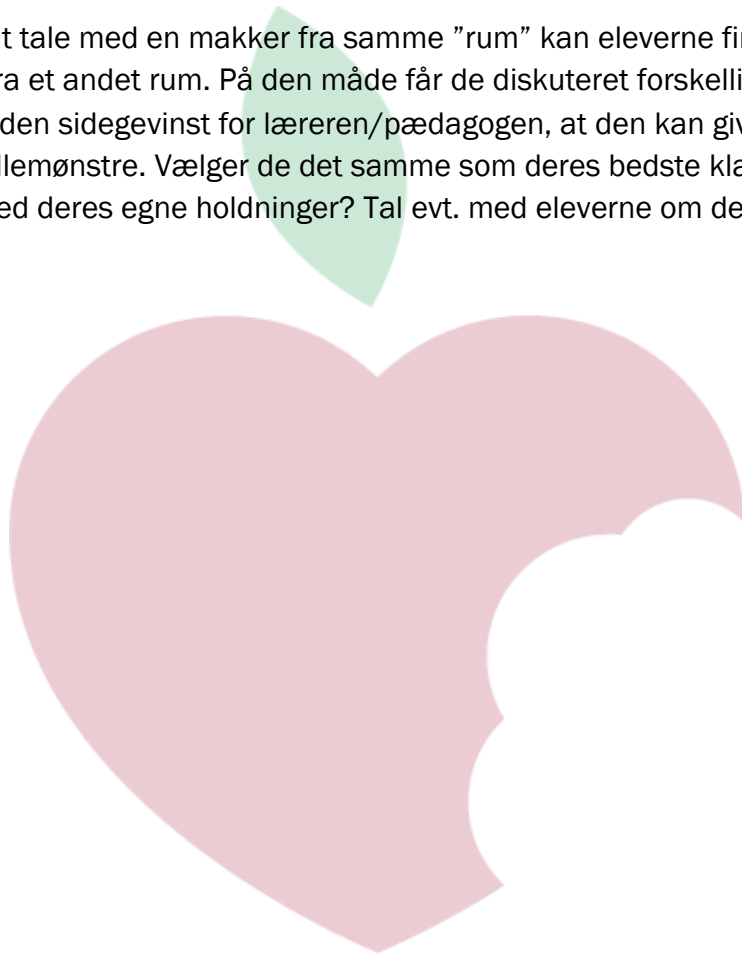 t tale med en makker fra samme ”rum” kan eleverne fi
ra et andet rum. På den måde får de diskuteret forskelli
den sidegevinst for læreren/pædagogen, at den kan giv
llemønstre. Vælger de det samme som deres bedste kla
ed deres egne holdninger? Tal evt. med eleverne om de